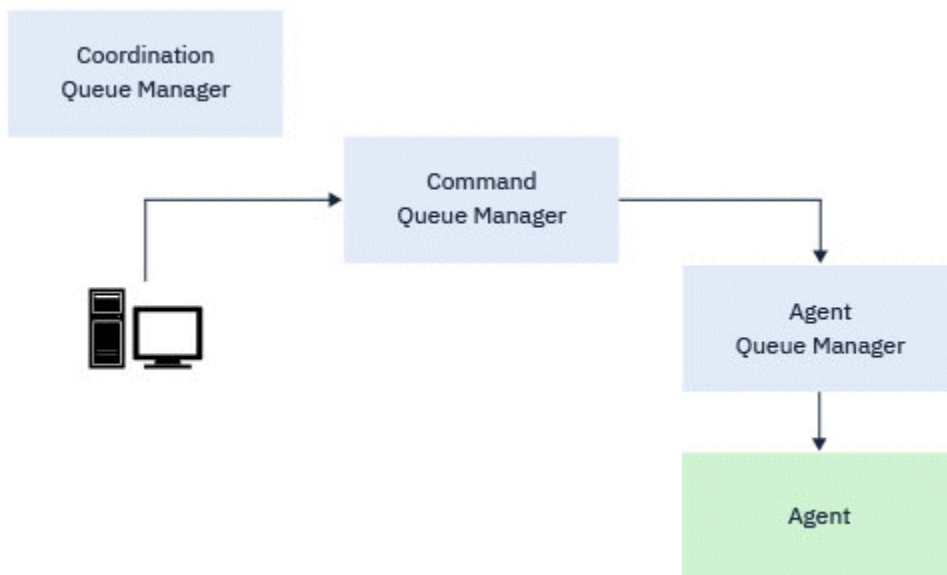 Coordination
Queue Manager
Command
Queue Manager
Agent
Queue Manager
Agent